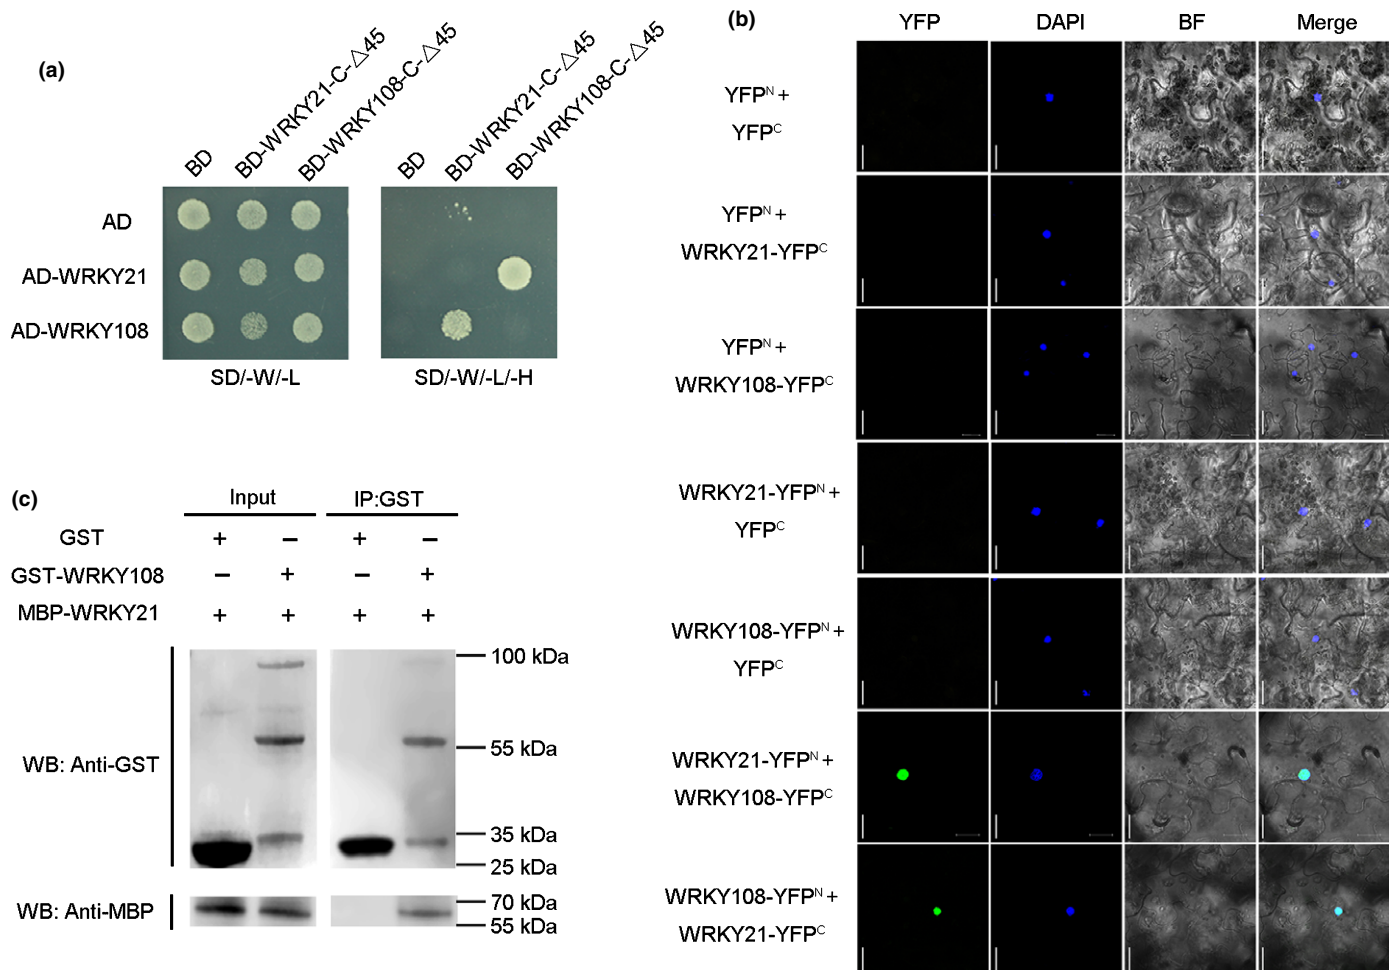 (a)
BD
BD-WRKY21-C-△45
BD-WRKY108-C-△45
BD
BD-WRKY21-C-△45
BD-WRKY108-C-△45
AD
AD-WRKY21
AD-WRKY108
SD/-W/-L
SD/-W/-L/-H
(b)
YFP
DAPI
BF
Merge
YFPᴺ +
YFPᶜ
YFPᴺ +
WRKY21-YFPᶜ
YFPᴺ +
WRKY108-YFPᶜ
WRKY21-YFPᴺ +
YFPᶜ
WRKY108-YFPᴺ +
YFPᶜ
WRKY21-YFPᴺ +
WRKY108-YFPᶜ
WRKY108-YFPᴺ +
WRKY21-YFPᶜ
(c)
Input
IP:GST
GST + − + −
GST-WRKY108 − + − +
MBP-WRKY21 + + + +
100 kDa
55 kDa
WB: Anti-GST
35 kDa
25 kDa
WB: Anti-MBP
70 kDa
55 kDa